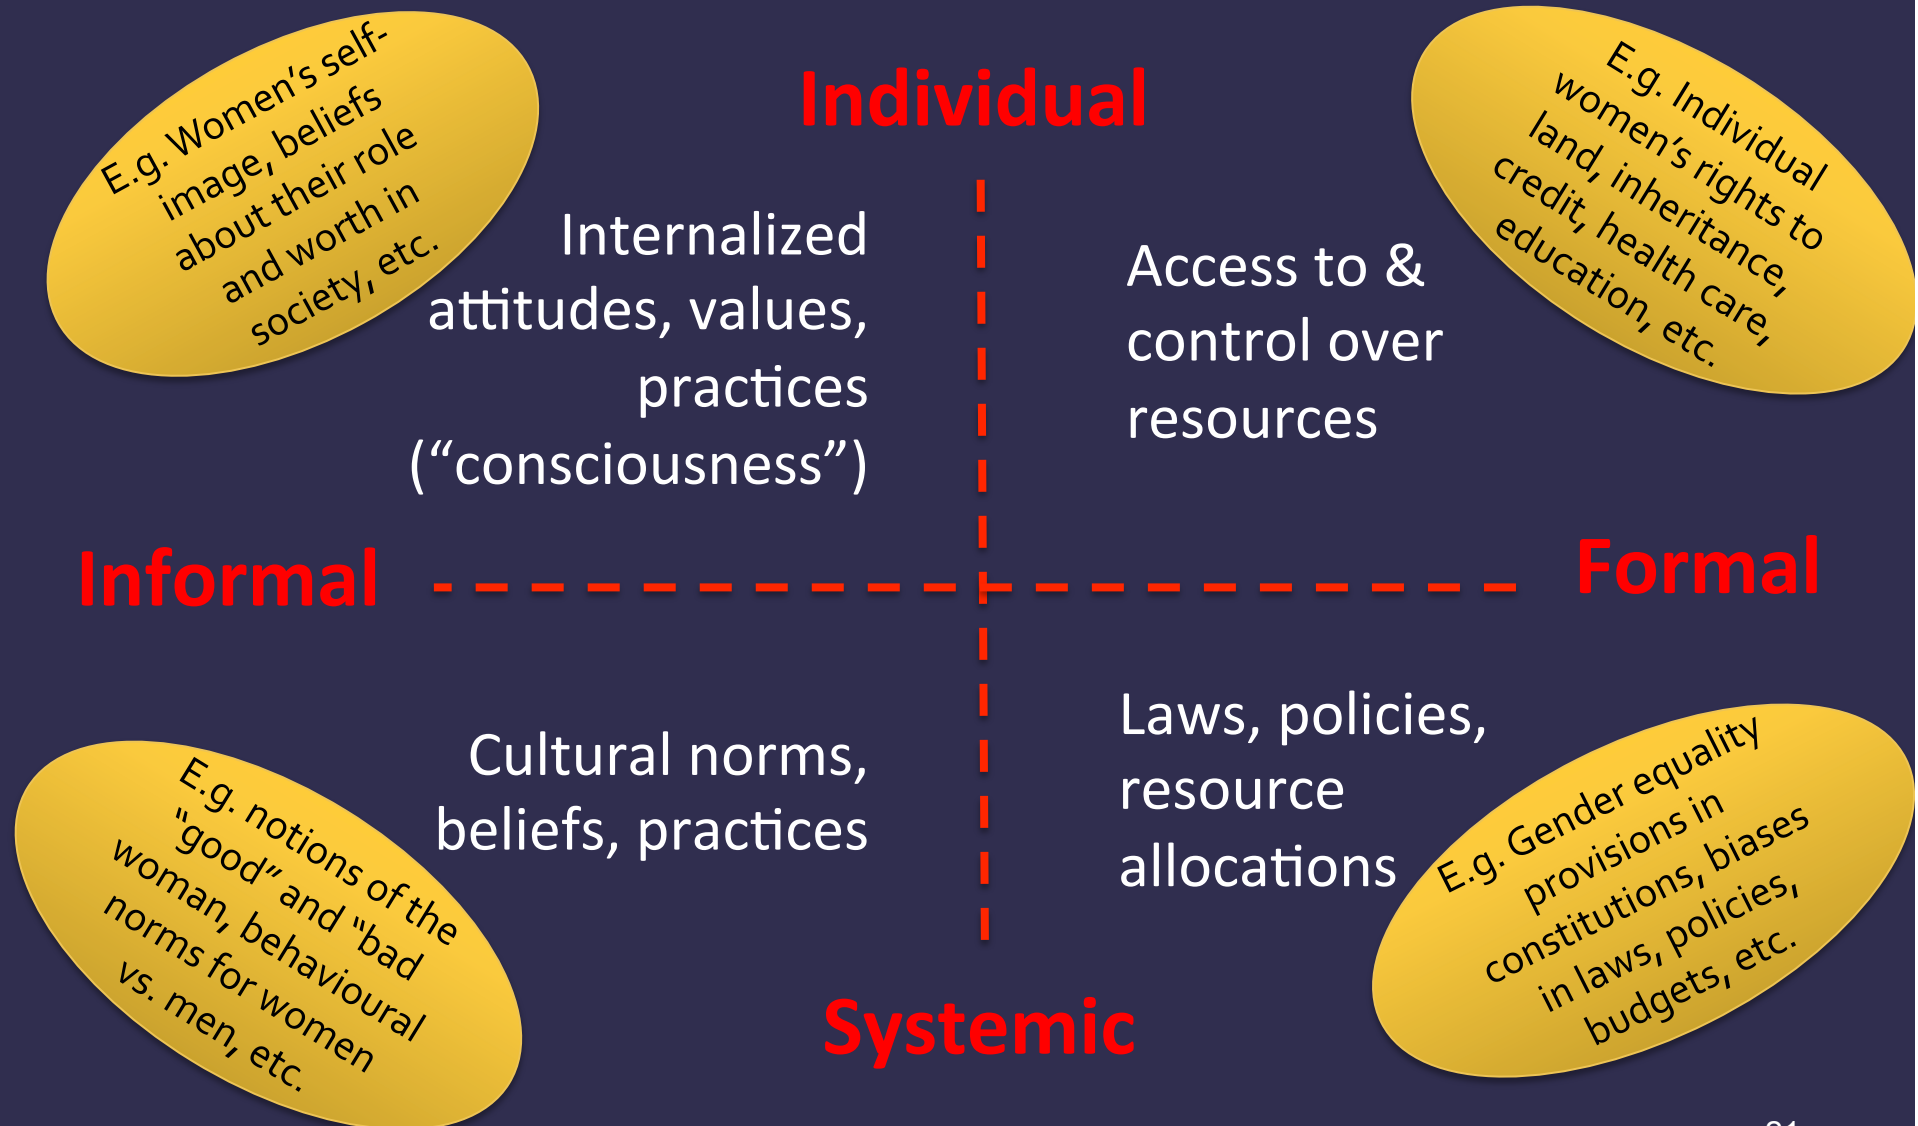 Individual
E.g. Women's self-
image, beliefs
about their role
and worth in
society, etc.
Internalized
attitudes, values,
practices
("consciousness")
Access to &
control over
resources
E.g. Individual
women's rights to
land, inheritance,
credit, health care,
education, etc.
Informal
Formal
Cultural norms,
beliefs, practices
E.g. notions of the
"good" and "bad
woman, behavioural
norms for women
vs. men, etc.
Laws, policies,
resource
allocations
E.g. Gender equality
provisions in
constitutions, biases
in laws, policies,
budgets, etc.
Systemic